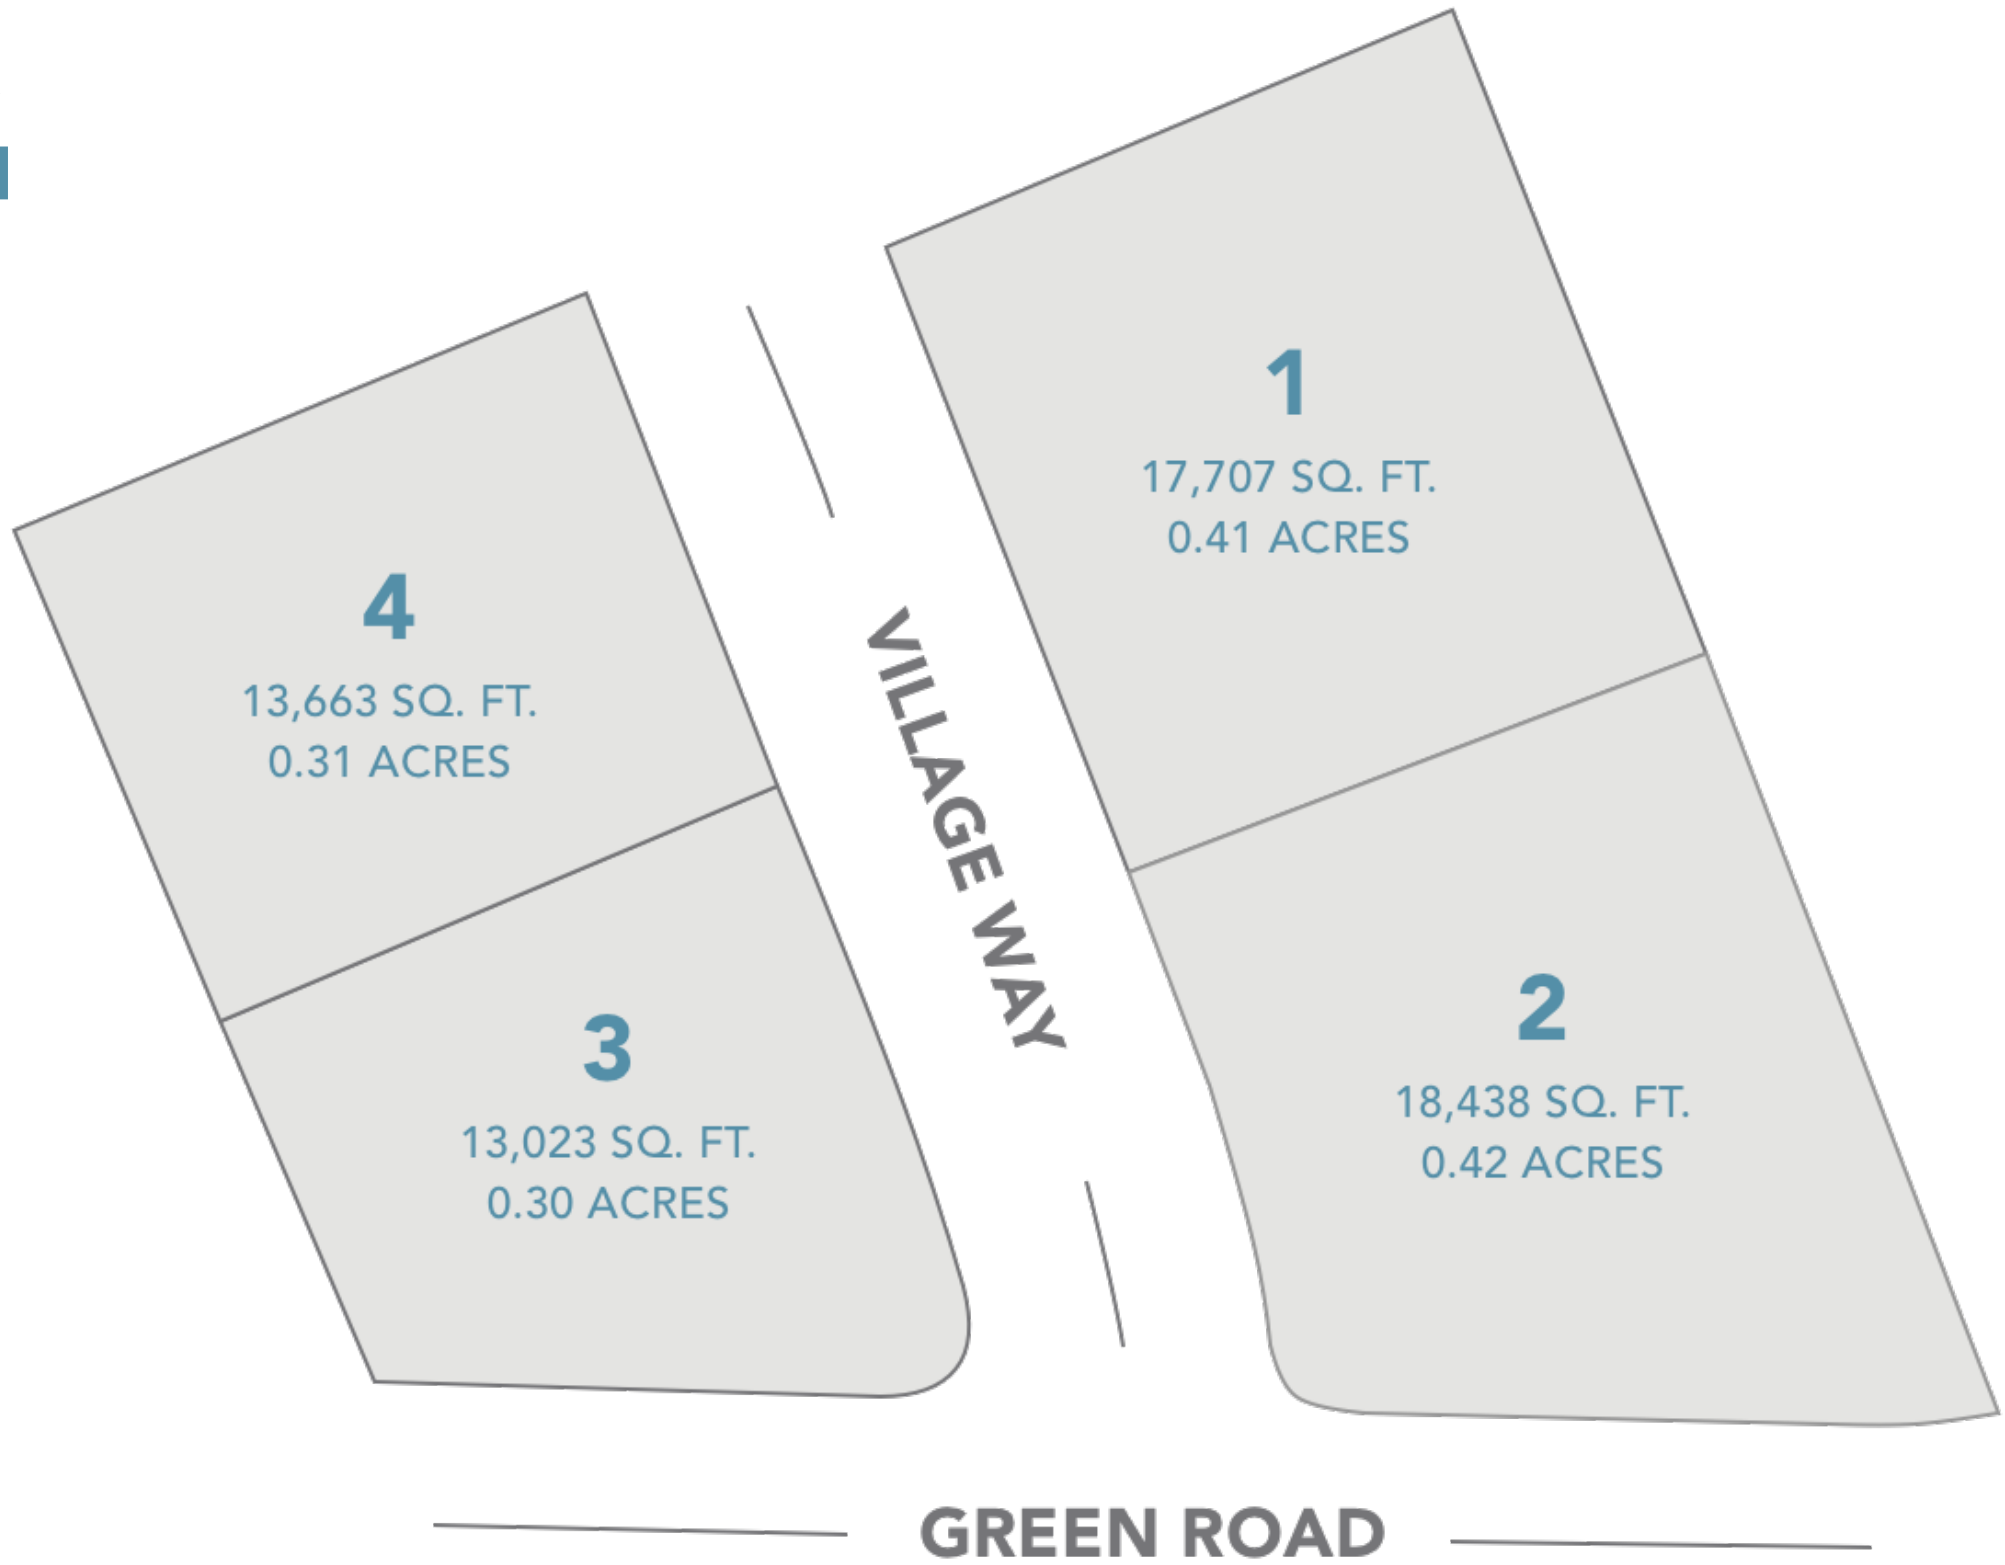 1
17,707 SQ. FT.
0.41 ACRES
4
13,663 SQ. FT.
0.31 ACRES
VILLAGE WAY
2
18,438 SQ. FT.
0.42 ACRES
3
13,023 SQ. FT.
0.30 ACRES
GREEN ROAD